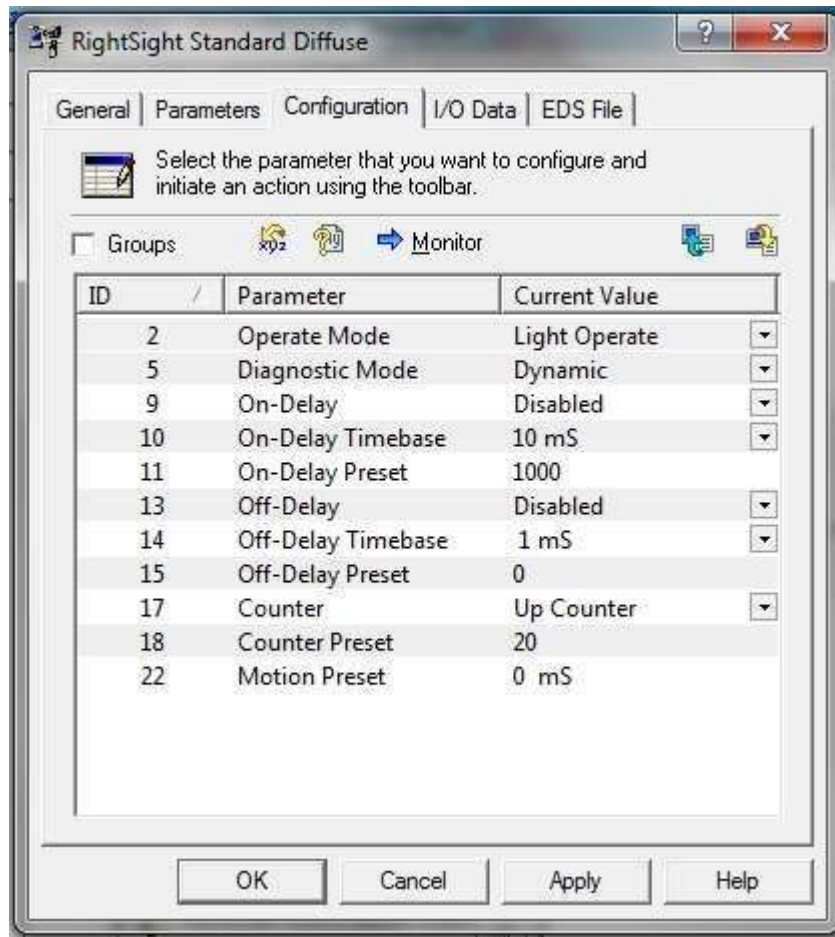 RightSight Standard Diffuse
General Parameters Configuration I/O Data EDS File
Select the parameter that you want to configure and
initiate an action using the toolbar.
Groups Monitor
ID Parameter Current Value
2 Operate Mode Light Operate
5 Diagnostic Mode Dynamic
9 On-Delay Disabled
10 On-Delay Timebase 10 mS
11 On-Delay Preset 1000
13 Off-Delay Disabled
14 Off-Delay Timebase 1 mS
15 Off-Delay Preset 0
17 Counter Up Counter
18 Counter Preset 20
22 Motion Preset 0 mS
OK Cancel Apply Help